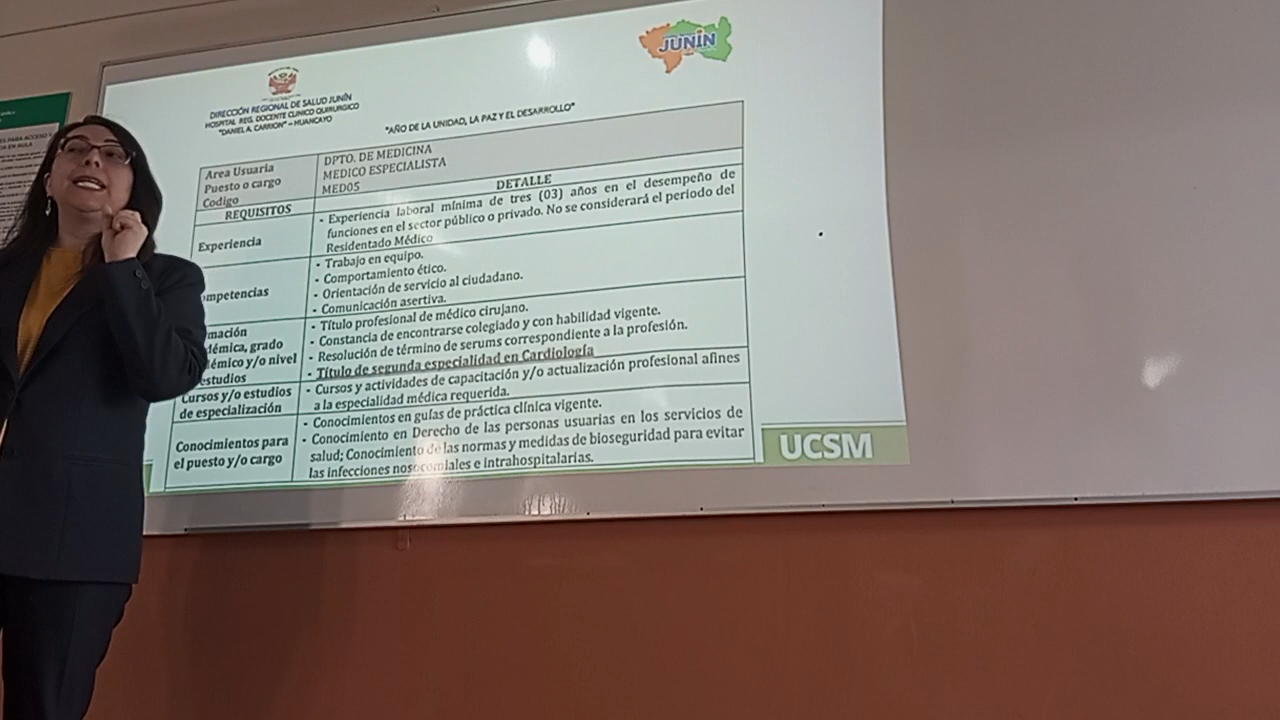 JUNÍN
DIRECCIÓN REGIONAL DE SALUD JUNÍN
HOSPITAL REG. DOCENTE CLINICO QUIRURGICO
"DANIEL A. CARRION" – HUANCAYO
"AÑO DE LA UNIDAD, LA PAZ Y EL DESARROLLO"
Area Usuaria
DPTO. DE MEDICINA
Puesto o cargo
MEDICO ESPECIALISTA
Codigo
MED05
REQUISITOS
DETALLE
Experiencia
- Experiencia laboral mínima de tres (03) años en el desempeño de
funciones en el sector público o privado. No se considerará el periodo del
Residentado Médico
ompetencias
- Trabajo en equipo.
- Comportamiento ético.
- Orientación de servicio al ciudadano.
- Comunicación asertiva.
mación
démica, grado
démico y/o nivel
estudios
- Título profesional de médico cirujano.
- Constancia de encontrarse colegiado y con habilidad vigente.
- Resolución de término de serums correspondiente a la profesión.
- Título de segunda especialidad en Cardiología
Cursos y/o estudios
de especialización
- Cursos y actividades de capacitación y/o actualización profesional afines
a la especialidad médica requerida.
Conocimientos para
el puesto y/o cargo
- Conocimientos en guías de práctica clínica vigente.
- Conocimiento en Derecho de las personas usuarias en los servicios de
salud; Conocimiento de las normas y medidas de bioseguridad para evitar
las infecciones nosocomiales e intrahospitalarias.
UCSM
ES PARA ACCESO Y
EN AULA